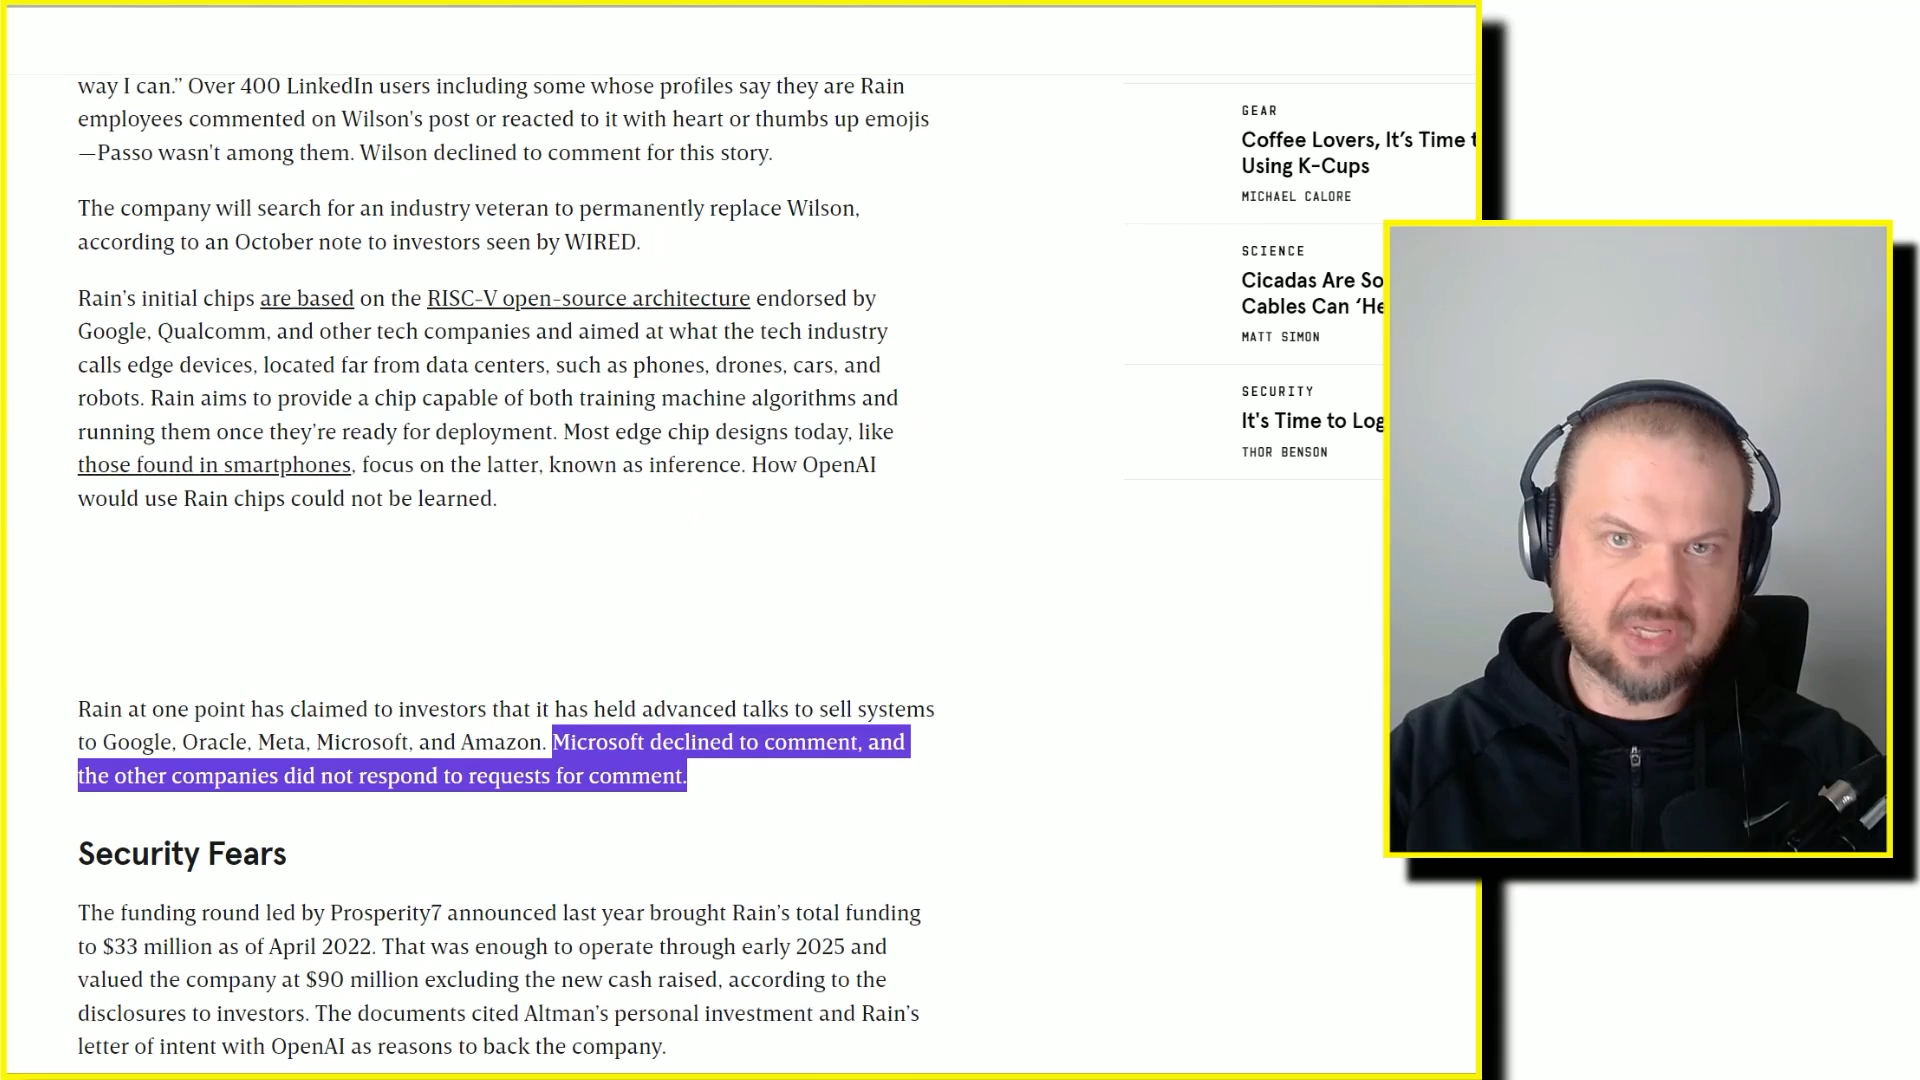 way I can.” Over 400 LinkedIn users including some whose profiles say they are Rain
employees commented on Wilson's post or reacted to it with heart or thumbs up emojis
—Passo wasn't among them. Wilson declined to comment for this story.
The company will search for an industry veteran to permanently replace Wilson,
according to an October note to investors seen by WIRED.
Rain’s initial chips are based on the RISC-V open-source architecture endorsed by
Google, Qualcomm, and other tech companies and aimed at what the tech industry
calls edge devices, located far from data centers, such as phones, drones, cars, and
robots. Rain aims to provide a chip capable of both training machine algorithms and
running them once they’re ready for deployment. Most edge chip designs today, like
those found in smartphones, focus on the latter, known as inference. How OpenAI
would use Rain chips could not be learned.
Rain at one point has claimed to investors that it has held advanced talks to sell systems
to Google, Oracle, Meta, Microsoft, and Amazon. Microsoft declined to comment, and
the other companies did not respond to requests for comment.
Security Fears
The funding round led by Prosperity7 announced last year brought Rain’s total funding
to $33 million as of April 2022. That was enough to operate through early 2025 and
valued the company at $90 million excluding the new cash raised, according to the
disclosures to investors. The documents cited Altman’s personal investment and Rain’s
letter of intent with OpenAI as reasons to back the company.
GEAR
Coffee Lovers, It’s Time
Using K-Cups
MICHAEL CALORE
SCIENCE
Cicadas Are So
Cables Can ‘He
MATT SIMON
SECURITY
It's Time to Log
THOR BENSON